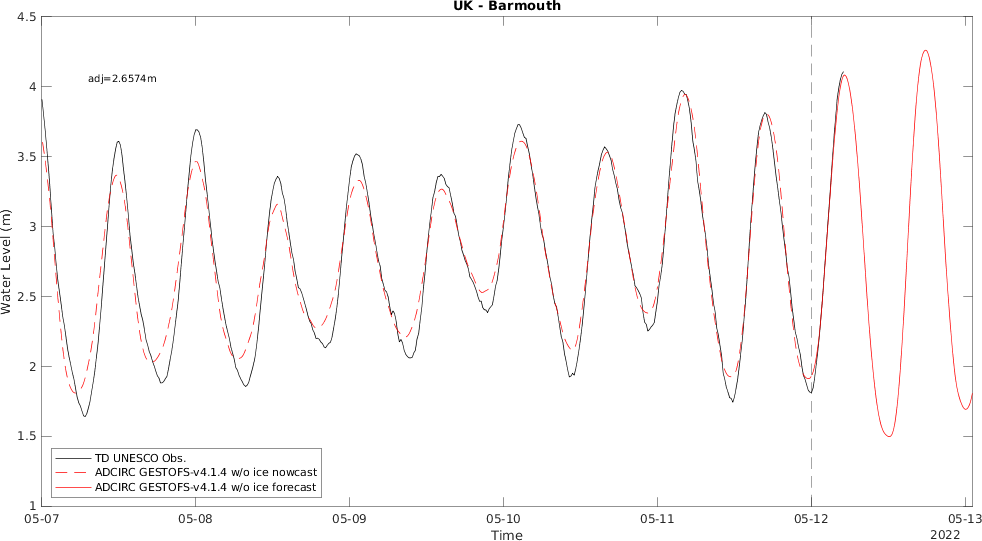 UK - Barmouth
4.5
4
3.5
3
2.5
2
1.5
1
Water Level (m)
adj=2.6574m
TD UNESCO Obs.
ADCIRC GESTOFS-v4.1.4 w/o ice nowcast
ADCIRC GESTOFS-v4.1.4 w/o ice forecast
05-07 05-08 05-09 05-10 05-11 05-12 05-13
Time
2022